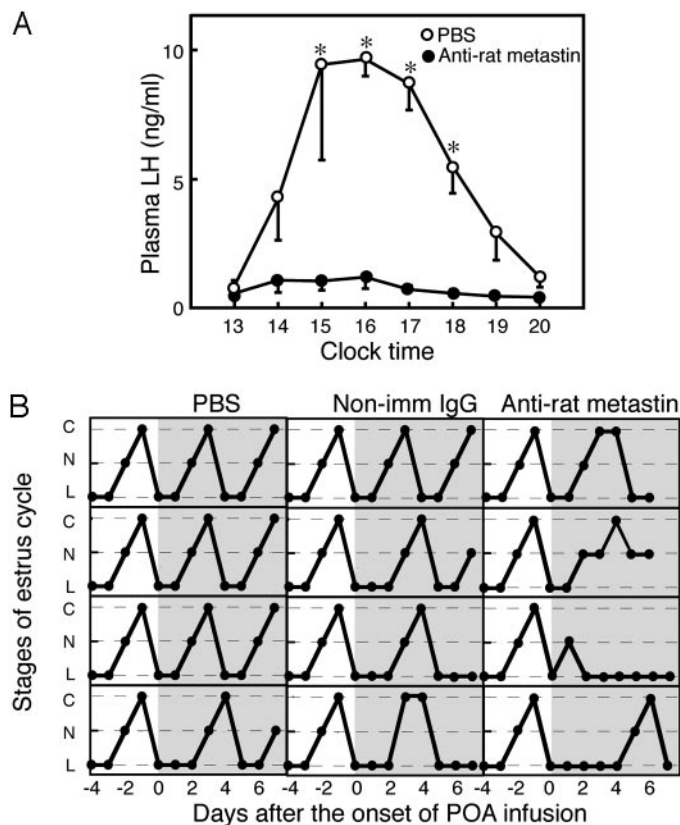 A
Plasma LH (ng/ml)
10
5
0
PBS
Anti-rat metastin
* * * *
13 14 15 16 17 18 19 20
Clock time
B
PBS Non-imm IgG Anti-rat metastin
Stages of estrus cycle
C
N
L
C
N
L
C
N
L
C
N
L
-4 -2 0 2 4 6 -4 -2 0 2 4 6 -4 -2 0 2 4 6
Days after the onset of POA infusion